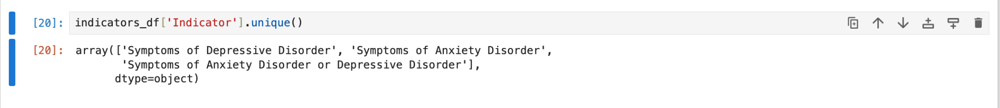 [20]: indicators_df['Indicator'].unique()
[20]: array(['Symptoms of Depressive Disorder', 'Symptoms of Anxiety Disorder',
'Symptoms of Anxiety Disorder or Depressive Disorder'],
dtype=object)